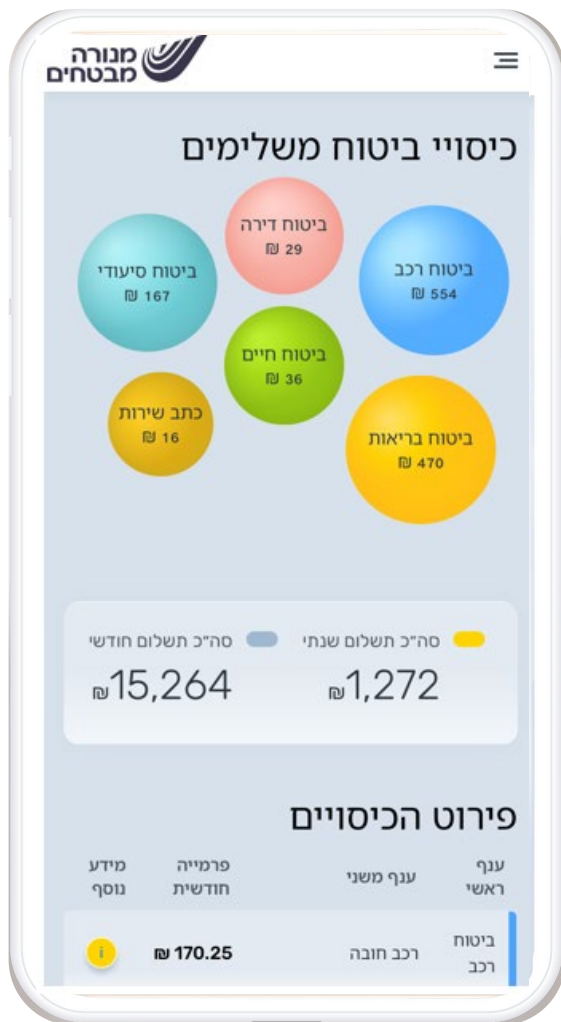 מנורה
מבטחים
כיסויי ביטוח משלימים
ביטוח דירה
29 ₪
ביטוח רכב
554 ₪
ביטוח סיעודי
167 ₪
ביטוח חיים
36 ₪
כתב שירות
16 ₪
ביטוח בריאות
470 ₪
סה״כ תשלום שנתי
1,272₪
סה״כ תשלום חודשי
15,264₪
פירוט הכיסויים
ענף ראשי
ענף משני
פרמייה חודשית
מידע נוסף
ביטוח רכב
רכב חובה
170.25 ₪
i